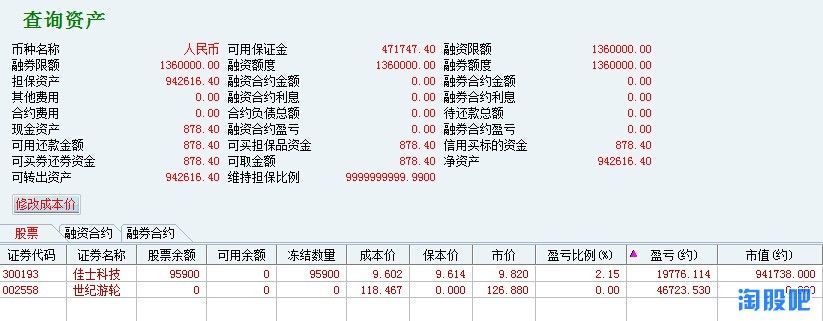 查询资产
币种名称 人民币 可用保证金 471747.40 融资限额 1360000.00
融券限额 1360000.00 融资额度 1360000.00 融券额度 1360000.00
担保资产 942616.40 融资合约金额 0.00 融券合约金额 0.00
其他费用 0.00 融资合约利息 0.00 融券合约利息 0.00
合约费用 0.00 合约负债总额 0.00 待还款总额 0.00
现金资产 878.40 融资合约盈亏 0.00 融券合约盈亏 0.00
可用还款金额 878.40 可买担保品资金 878.40 信用买标的资金 878.40
可买券还券资金 878.40 可取金额 878.40 净资产 942616.40
可转出资产 942616.40 维持担保比例 9999999999.9900
修改成本价
股票 融资合约 融券合约
证券代码 证券名称 股票余额 可用余额 冻结数量 成本价 保本价 市价 盈亏比例(%) 盈亏(约) 市值(约)
300193 佳士科技 95900 0 95900 9.602 9.614 9.820 2.15 19776.114 941738.000
002558 世纪游轮 0 0 0 118.467 0.000 126.880 0.00 46723.530
淘股吧